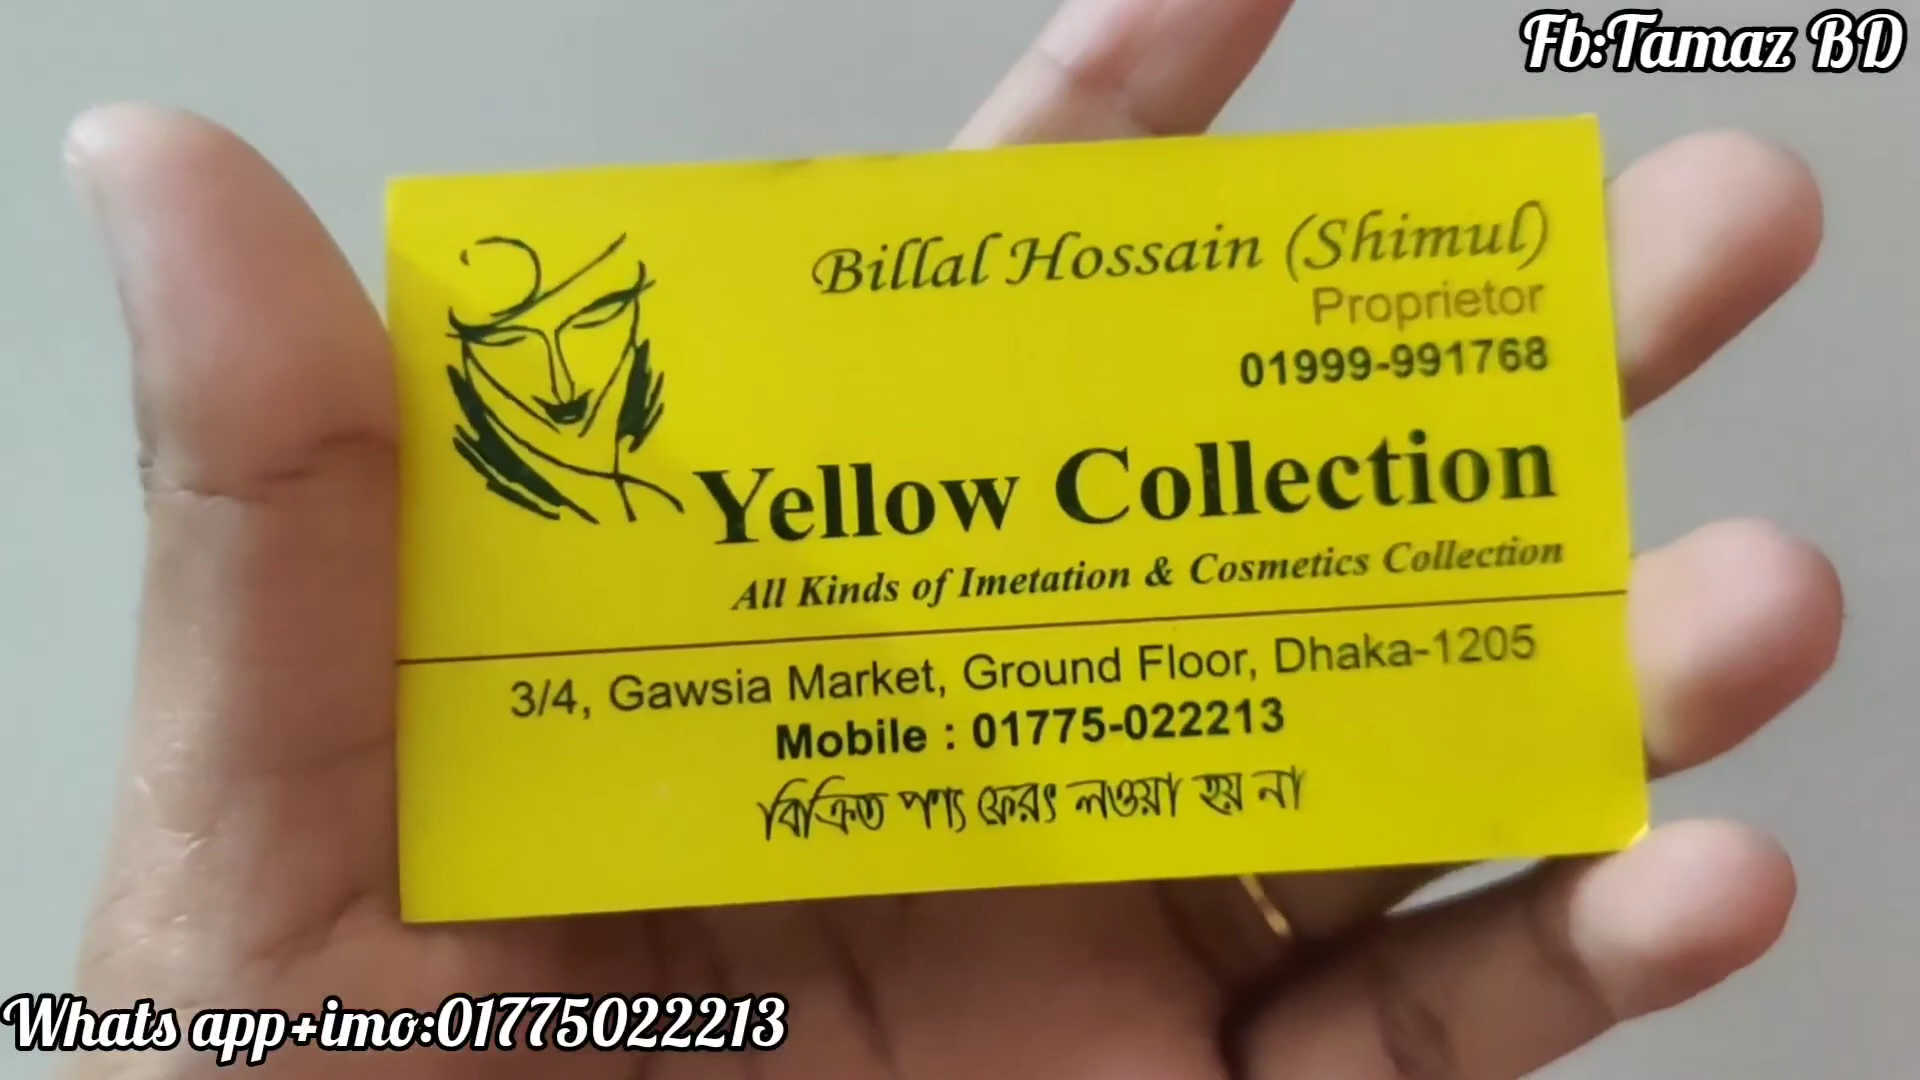 Fb:Tamaz BD
Billal Hossain (Shimul)
Proprietor
01999-991768
Yellow Collection
All Kinds of Imetation & Cosmetics Collection
3/4, Gawsia Market, Ground Floor, Dhaka-1205
Mobile : 01775-022213
বিক্রিত পণ্য ফেরৎ লওয়া হয় না
Whats app+imo:01775022213